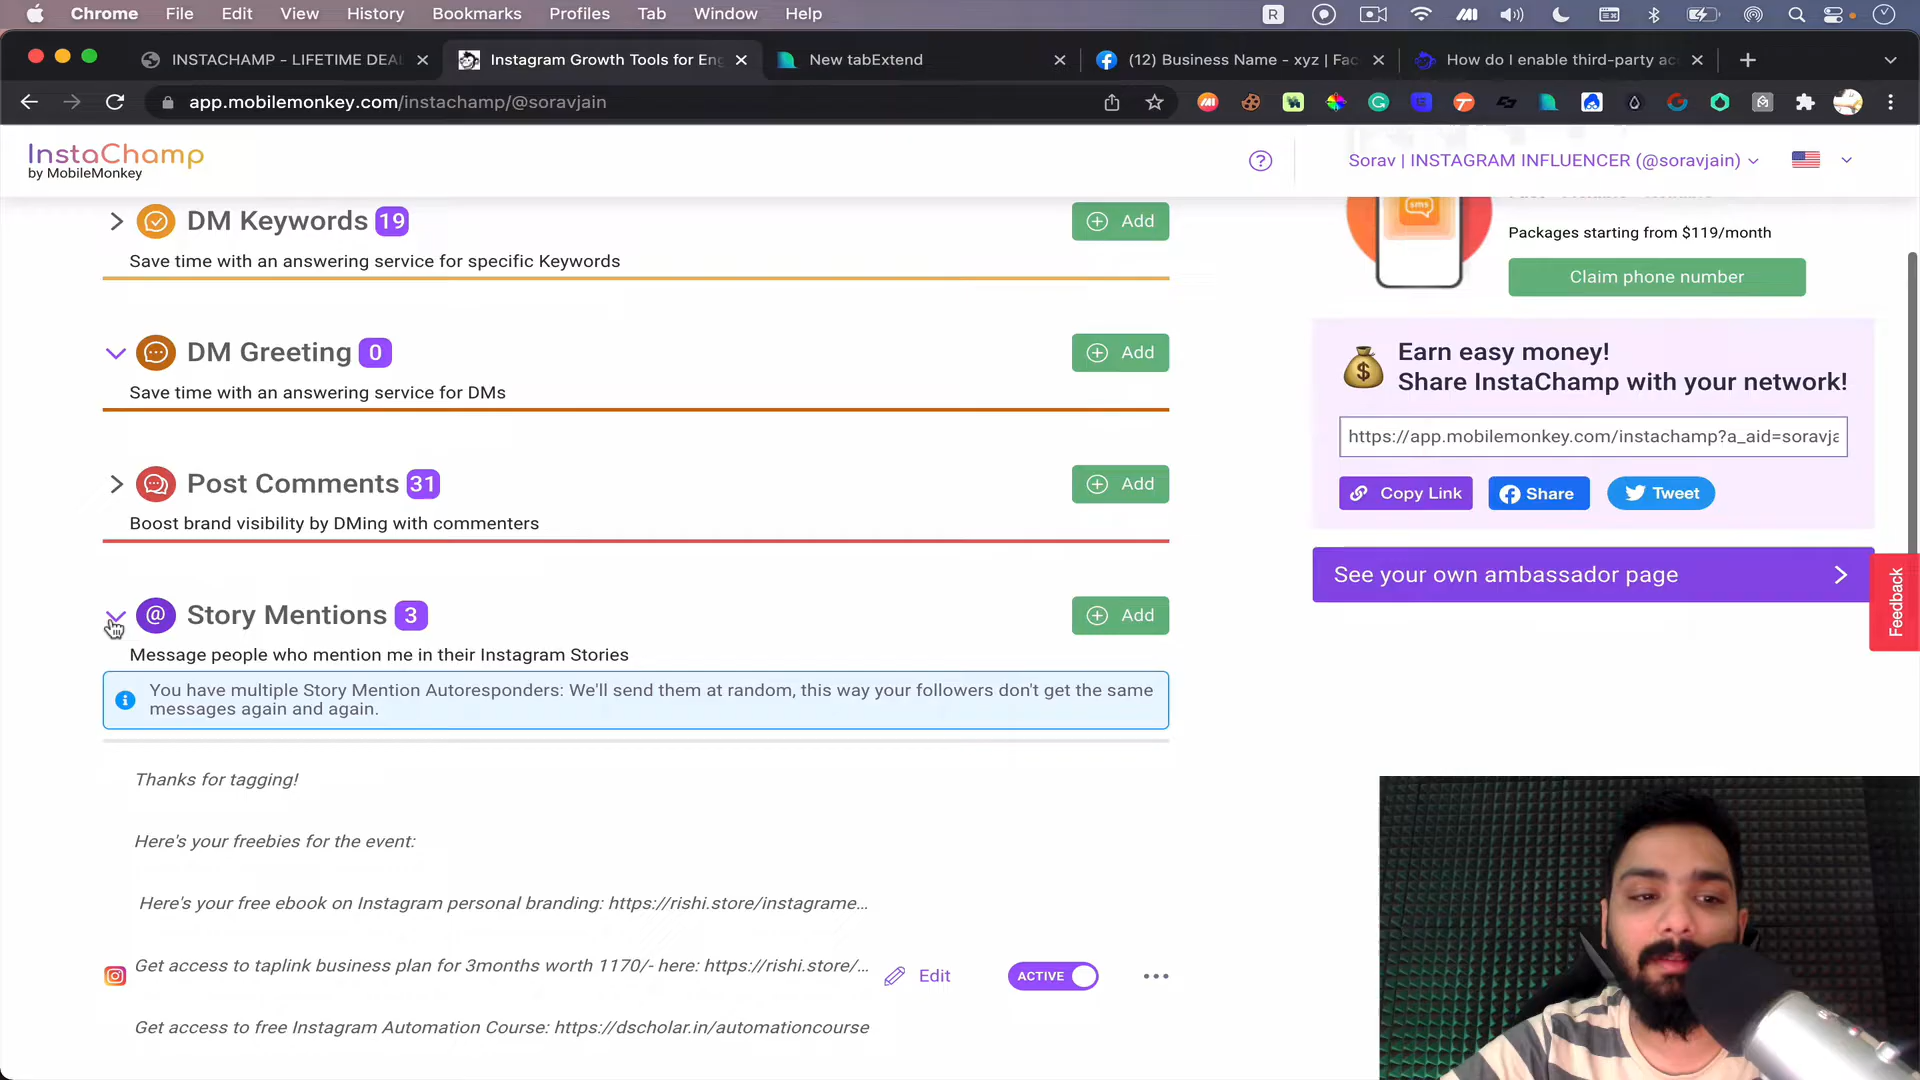 Chrome File Edit View History Bookmarks Profiles Tab Window Help
INSTACHAMP - LIFETIME DEAL
Instagram Growth Tools for Eng
New tabExtend
(12) Business Name - xyz | Fac
How do I enable third-party ac
app.mobilemonkey.com/instachamp/@soravjain
InstaChamp
by MobileMonkey
Sorav | INSTAGRAM INFLUENCER (@soravjain)
DM Keywords 19
Add
Save time with an answering service for specific Keywords
DM Greeting 0
Add
Save time with an answering service for DMs
Post Comments 31
Add
Boost brand visibility by DMing with commenters
Story Mentions 3
Add
Message people who mention me in their Instagram Stories
You have multiple Story Mention Autoresponders: We'll send them at random, this way your followers don't get the same
messages again and again.
Thanks for tagging!
Here's your freebies for the event:
Here's your free ebook on Instagram personal branding: https://rishi.store/instagrame...
Get access to taplink business plan for 3months worth 1170/- here: https://rishi.store/...
Edit
ACTIVE
Get access to free Instagram Automation Course: https://dscholar.in/automationcourse
sms
Packages starting from $119/month
Claim phone number
Earn easy money!
Share InstaChamp with your network!
https://app.mobilemonkey.com/instachamp?a_aid=soravja
Copy Link
Share
Tweet
See your own ambassador page
Feedback